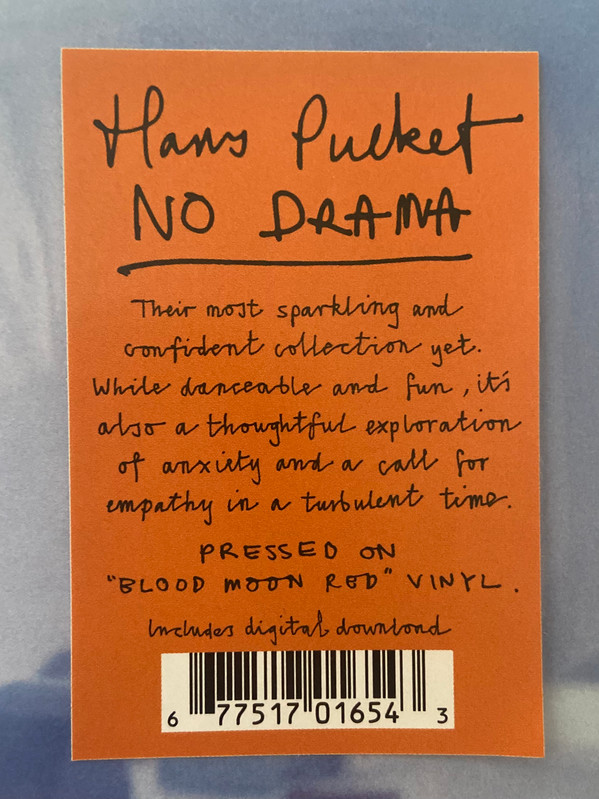 Hans Pucket
NO DRAMA
Their most sparkling and
confident collection yet.
While danceable and fun, it's
also a thoughtful exploration
of anxiety and a call for
empathy in a turbulent time.
PRESSED ON
"BLOOD MOON RED" VINYL.
Includes digital download
6 77517 01654 3